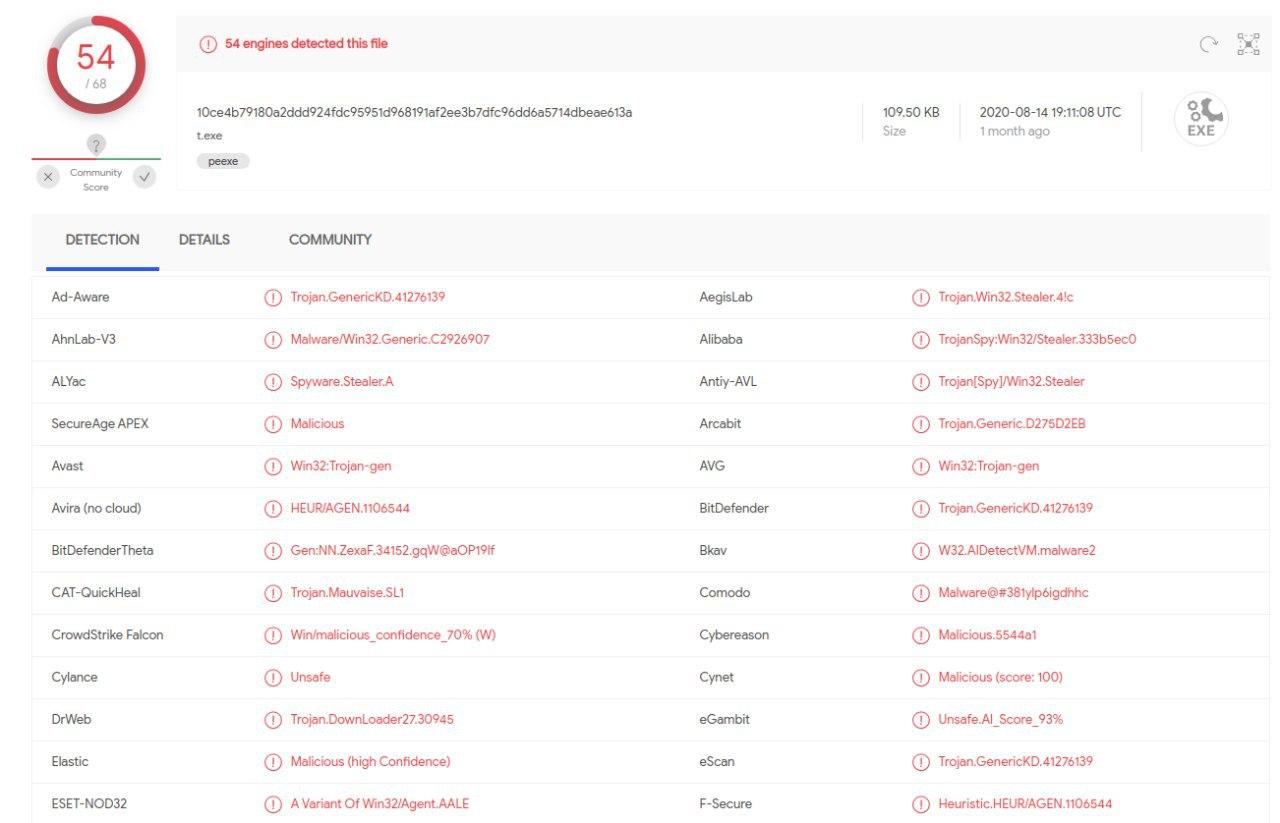 54
/ 68
?
Community
Score
54 engines detected this file
10ce4b79180a2ddd924fdc95951d968191af2ee3b7dfc96dd6a5714dbeae613a
t.exe
peexe
109.50 KB
Size
2020-08-14 19:11:08 UTC
1 month ago
EXE
DETECTION DETAILS COMMUNITY
Ad-Aware ! Trojan.GenericKD.41276139 AegisLab ! Trojan.Win32.Stealer.4!c
AhnLab-V3 ! Malware/Win32.Generic.C2926907 Alibaba ! TrojanSpy:Win32/Stealer.333b5ec0
ALYac ! Spyware.Stealer.A Antiy-AVL ! Trojan[Spy]/Win32.Stealer
SecureAge APEX ! Malicious Arcabit ! Trojan.Generic.D275D2EB
Avast ! Win32:Trojan-gen AVG ! Win32:Trojan-gen
Avira (no cloud) ! HEUR/AGEN.1106544 BitDefender ! Trojan.GenericKD.41276139
BitDefenderTheta ! Gen:NN.ZexaF.34152.gqW@aOP19lf Bkav ! W32.AIDetectVM.malware2
CAT-QuickHeal ! Trojan.Mauvaise.SL1 Comodo ! Malware@#381ylp6igdhhc
CrowdStrike Falcon ! Win/malicious_confidence_70% (W) Cybereason ! Malicious.5544a1
Cylance ! Unsafe Cynet ! Malicious (score: 100)
DrWeb ! Trojan.DownLoader27.30945 eGambit ! Unsafe.AI_Score_93%
Elastic ! Malicious (high Confidence) eScan ! Trojan.GenericKD.41276139
ESET-NOD32 ! A Variant Of Win32/Agent.AALE F-Secure ! Heuristic.HEUR/AGEN.1106544